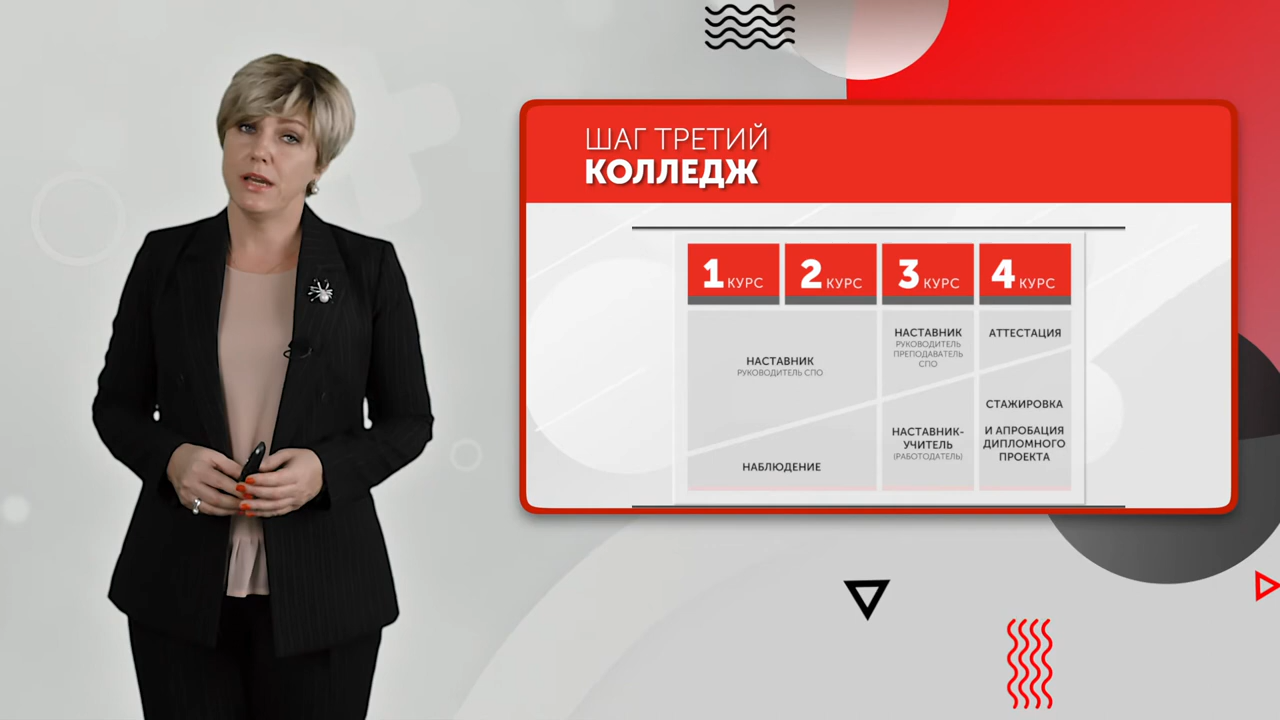 ШАГ ТРЕТИЙ
КОЛЛЕДЖ
1 КУРС
2 КУРС
3 КУРС
4 КУРС
НАСТАВНИК
РУКОВОДИТЕЛЬ СПО
НАБЛЮДЕНИЕ
НАСТАВНИК
РУКОВОДИТЕЛЬ
ПРЕПОДАВАТЕЛЬ
СПО
НАСТАВНИК-
УЧИТЕЛЬ
(РАБОТОДАТЕЛЬ)
АТТЕСТАЦИЯ
СТАЖИРОВКА
И АПРОБАЦИЯ
ДИПЛОМНОГО
ПРОЕКТА